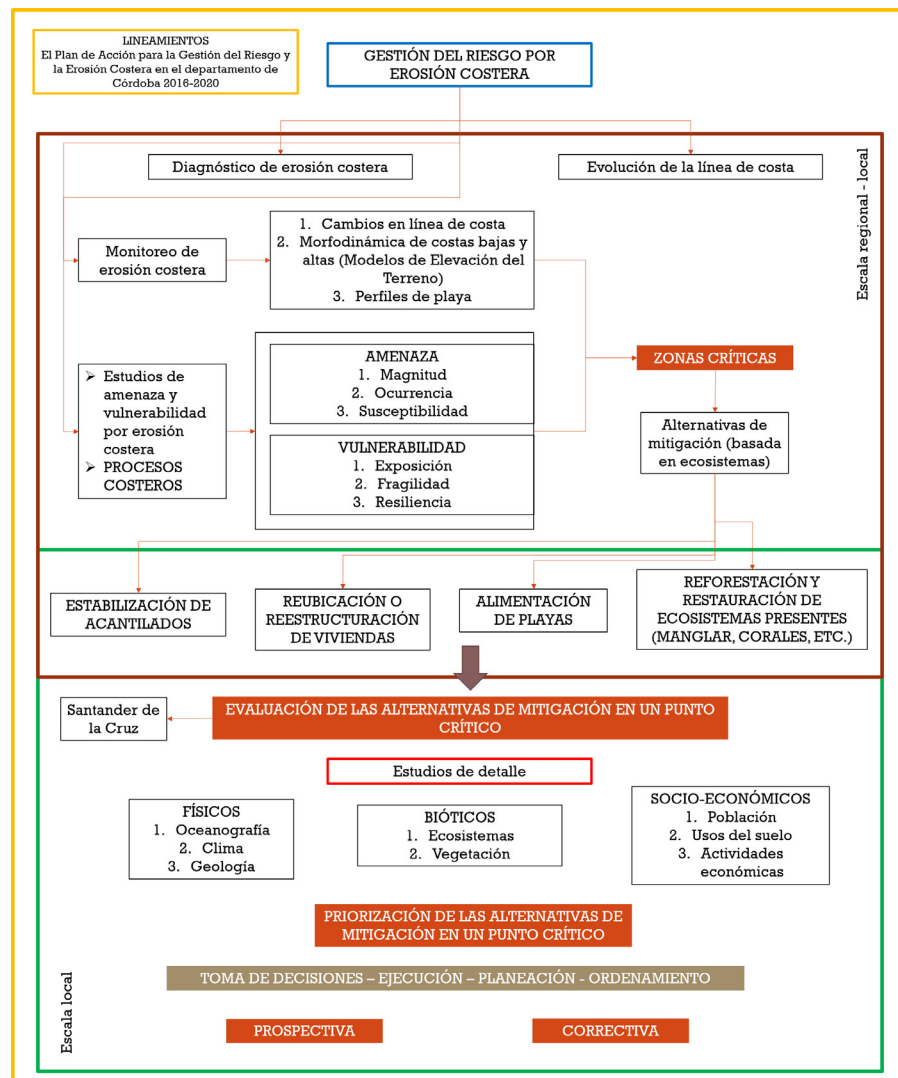 LINEAMIENTOS
El Plan de Acción para la Gestión del Riesgo y
la Erosión Costera en el departamento de
Córdoba 2016-2020
GESTIÓN DEL RIESGO POR
EROSIÓN COSTERA
Diagnóstico de erosión costera
Evolución de la línea de costa
Escala regional - local
Monitoreo de
erosión costera
1. Cambios en línea de costa
2. Morfodinámica de costas bajas y
altas (Modelos de Elevación del
Terreno)
3. Perfiles de playa
➢ Estudios de
amenaza y
vulnerabilidad
por erosión
costera
➢ PROCESOS
COSTEROS
AMENAZA
1. Magnitud
2. Ocurrencia
3. Susceptibilidad
VULNERABILIDAD
1. Exposición
2. Fragilidad
3. Resiliencia
ZONAS CRÍTICAS
Alternativas de
mitigación (basada
en ecosistemas)
ESTABILIZACIÓN DE
ACANTILADOS
REUBICACIÓN O
REESTRUCTURACIÓN
DE VIVIENDAS
ALIMENTACIÓN
DE PLAYAS
REFORESTACIÓN Y
RESTAURACIÓN DE
ECOSISTEMAS PRESENTES
(MANGLAR, CORALES, ETC.)
Santander de
la Cruz
EVALUACIÓN DE LAS ALTERNATIVAS DE MITIGACIÓN EN UN PUNTO
CRÍTICO
Estudios de detalle
FÍSICOS
1. Oceanografía
2. Clima
3. Geología
BIÓTICOS
1. Ecosistemas
2. Vegetación
SOCIO-ECONÓMICOS
1. Población
2. Usos del suelo
3. Actividades
económicas
PRIORIZACIÓN DE LAS ALTERNATIVAS DE
MITIGACIÓN EN UN PUNTO CRÍTICO
TOMA DE DECISIONES – EJECUCIÓN – PLANEACIÓN - ORDENAMIENTO
PROSPECTIVA
CORRECTIVA
Escala local